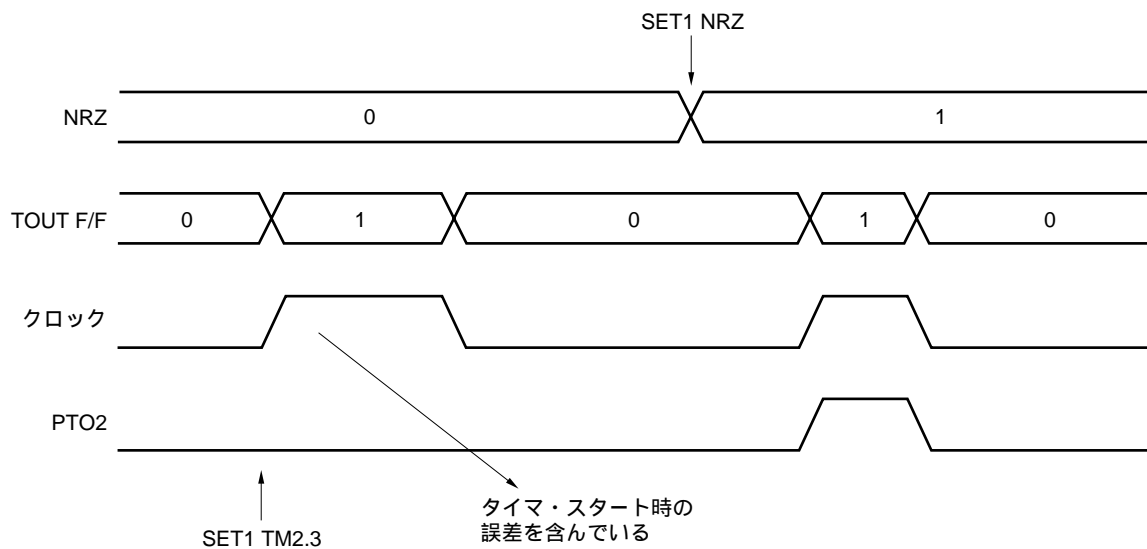 SET1 NRZ
NRZ
0
1
TOUT F/F
0
1
0
1
0
クロック
PTO2
タイマ・スタート時の
誤差を含んでいる
SET1 TM2.3